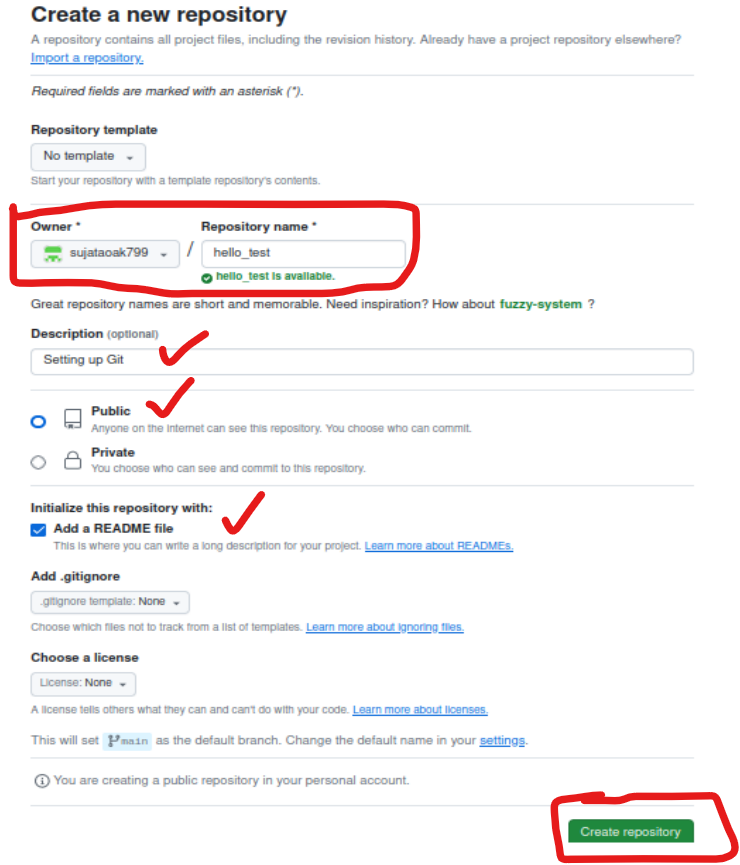 Create a new repository
A repository contains all project files, including the revision history. Already have a project repository elsewhere?
Import a repository.
Required fields are marked with an asterisk (*).
Repository template
No template
Start your repository with a template repository's contents.
Owner * Repository name *
sujataoak799 / hello_test
hello_test is available.
Great repository names are short and memorable. Need inspiration? How about fuzzy-system ?
Description (optional)
Setting up Git
Public
Anyone on the internet can see this repository. You choose who can commit.
Private
You choose who can see and commit to this repository.
Initialize this repository with:
Add a README file
This is where you can write a long description for your project. Learn more about READMEs.
Add .gitignore
.gitignore template: None
Choose which files not to track from a list of templates. Learn more about ignoring files.
Choose a license
License: None
A license tells others what they can and can't do with your code. Learn more about licenses.
This will set main as the default branch. Change the default name in your settings.
You are creating a public repository in your personal account.
Create repository